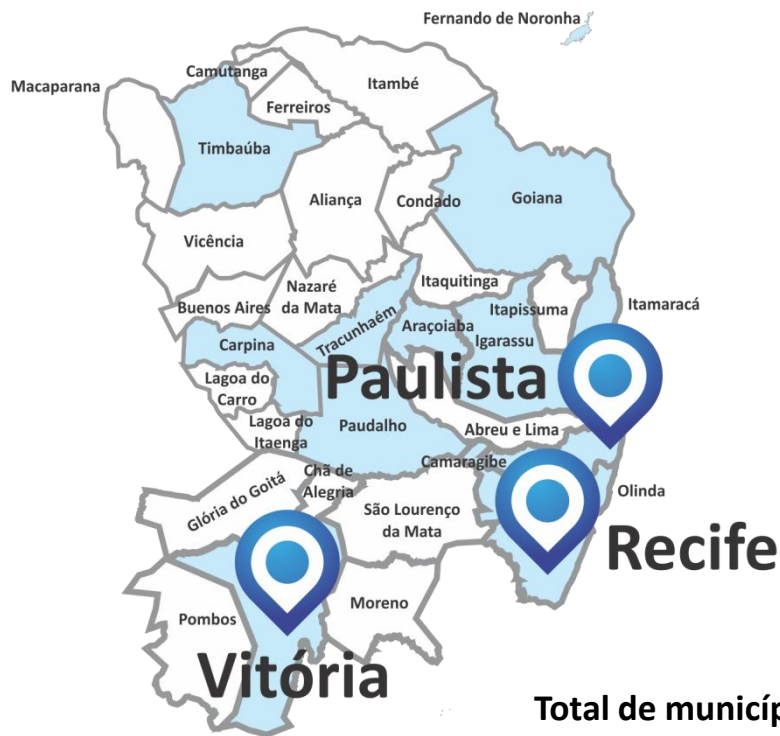 Fernando de Noronha
Camutanga
Itambé
Macaparana
Ferreiros
Timbaúba
Aliança
Condado
Goiana
Vicência
Itaquitinga
Nazaré
da Mata
Buenos Aires
Itapissuma
Itamaracá
Tracunhaém
Araçoiaba
Igarassu
Carpina
Paulista
Lagoa do
Carro
Lagoa do
Itaenga
Paudalho
Abreu e Lima
Camaragibe
Chã de
Alegria
Glória do Goitá
Olinda
São Lourenço
da Mata
Recife
Moreno
Pombos
Vitória
Total de municíp